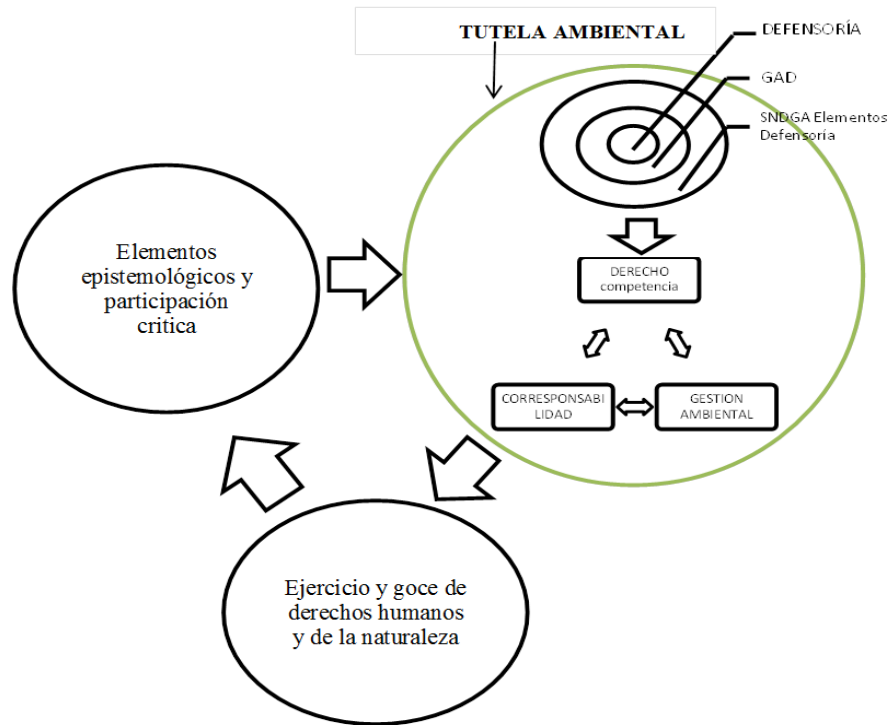 TUTELA AMBIENTAL
DEFENSORÍA
GAD
SNDGA Elementos
Defensoría
Elementos
epistemológicos y
participación
critica
DERECHO
competencia
CORRESPONSABI
LIDAD
GESTION
AMBIENTAL
Ejercicio y goce de
derechos humanos
y de la naturaleza